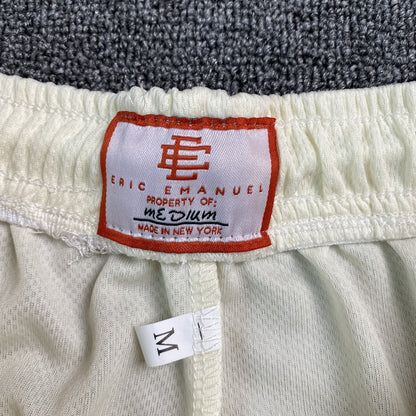 EE
ERIC EMANUEL
PROPERTY OF:
MEDIUM
MADE IN NEW YORK
M